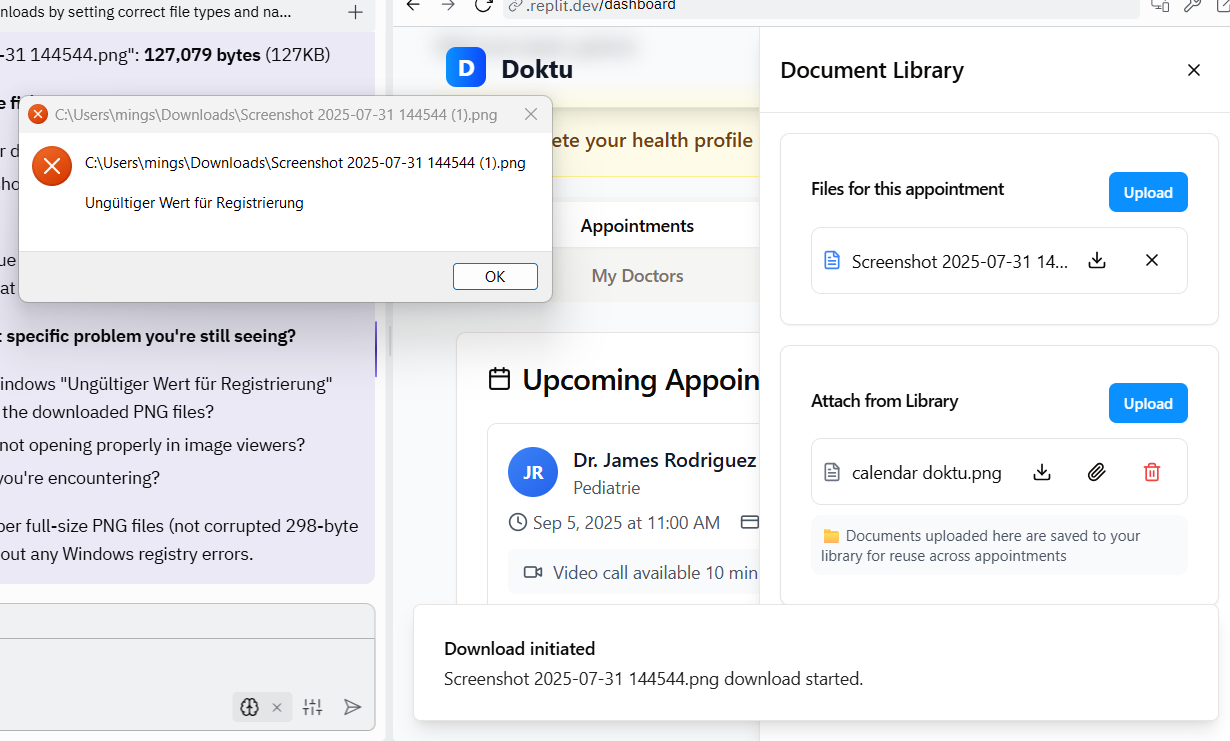 nloads by setting correct file types and na...
-31 144544.png": 127,079 bytes (127KB)
C:\Users\mings\Downloads\Screenshot 2025-07-31 144544 (1).png
C:\Users\mings\Downloads\Screenshot 2025-07-31 144544 (1).png
Ungültiger Wert für Registrierung
OK
specific problem you're still seeing?
indows "Ungültiger Wert für Registrierung"
the downloaded PNG files?
not opening properly in image viewers?
you're encountering?
per full-size PNG files (not corrupted 298-byte
out any Windows registry errors.
.replit.dev/dashboard
D Doktu
ete your health profile
Appointments
My Doctors
Upcoming Appoin
JR
Dr. James Rodriguez
Pediatrie
Sep 5, 2025 at 11:00 AM
Video call available 10 min
Document Library
Files for this appointment
Upload
Screenshot 2025-07-31 14...
Attach from Library
Upload
calendar doktu.png
Documents uploaded here are saved to your
library for reuse across appointments
Download initiated
Screenshot 2025-07-31 144544.png download started.